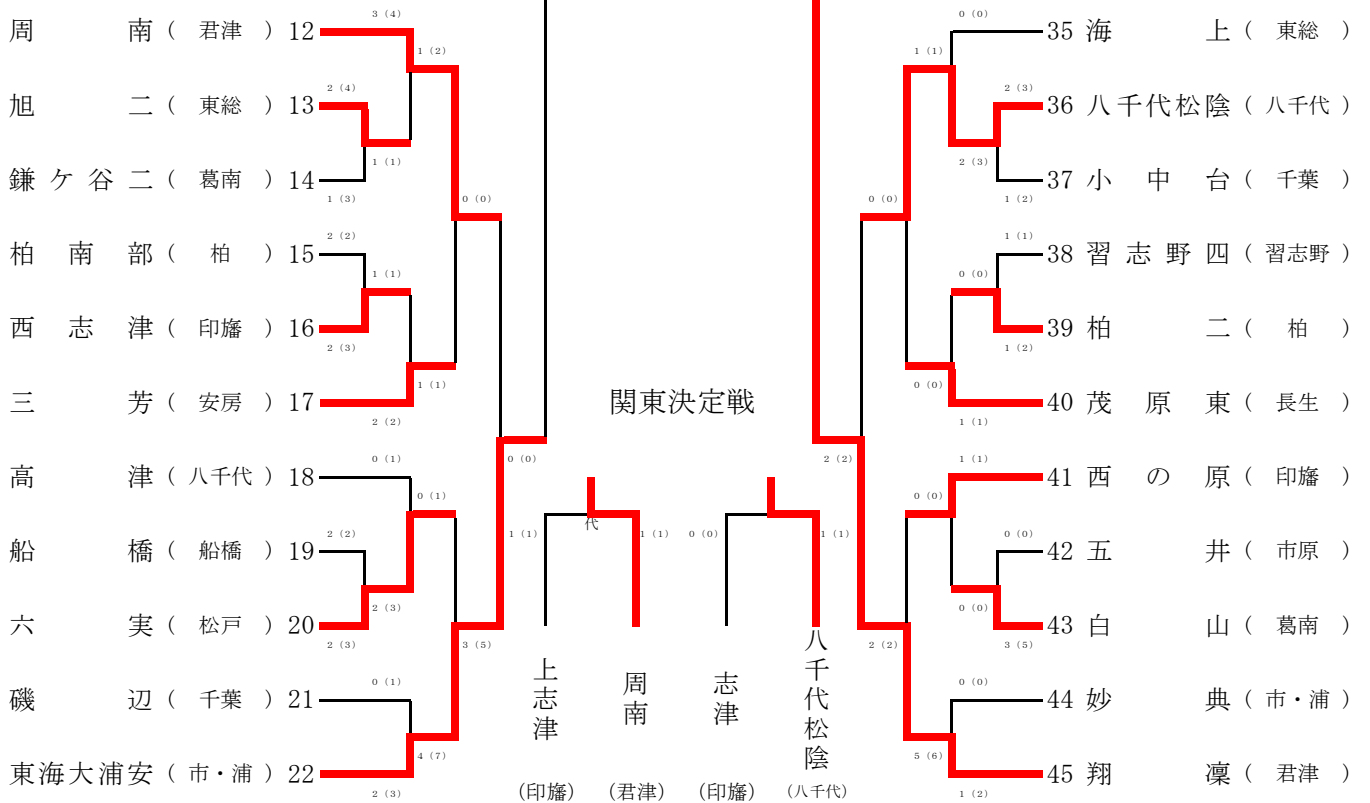 3 (4)
0 (0)
周南 ( 君津 ) 12
35 海上 ( 東総 )
1 (2)
1 (1)
2 (4)
2 (3)
旭二 ( 東総 ) 13
36 八千代松陰 ( 八千代 )
1 (1)
2 (3)
鎌ケ谷二 ( 葛南 ) 14
37 小中台 ( 千葉 )
1 (3)
0 (0)
0 (0)
1 (2)
2 (2)
1 (1)
柏南部 ( 柏 ) 15
38 習志野四 ( 習志野 )
1 (1)
0 (0)
西志津 ( 印旛 ) 16
39 柏二 ( 柏 )
2 (3)
1 (2)
1 (1)
0 (0)
三芳 ( 安房 ) 17
関東決定戦
40 茂原東 ( 長生 )
2 (2)
1 (1)
0 (1)
0 (0)
2 (2)
1 (1)
高津 ( 八千代 ) 18
41 西の原 ( 印旛 )
0 (1)
0 (0)
2 (2)
1 (1)
代
1 (1)
0 (0)
1 (1)
0 (0)
船橋 ( 船橋 ) 19
42 五井 ( 市原 )
2 (3)
0 (0)
六実 ( 松戸 ) 20
43 白山 ( 葛南 )
2 (3)
3 (5)
2 (2)
3 (5)
0 (1)
0 (0)
磯辺 ( 千葉 ) 21
44 妙典 ( 市・浦 )
上志津
周南
志津
八千代松陰
4 (7)
5 (6)
東海大浦安 ( 市・浦 ) 22
45 翔凜 ( 君津 )
2 (3)
(印旛)
(君津)
(印旛)
(八千代)
1 (2)